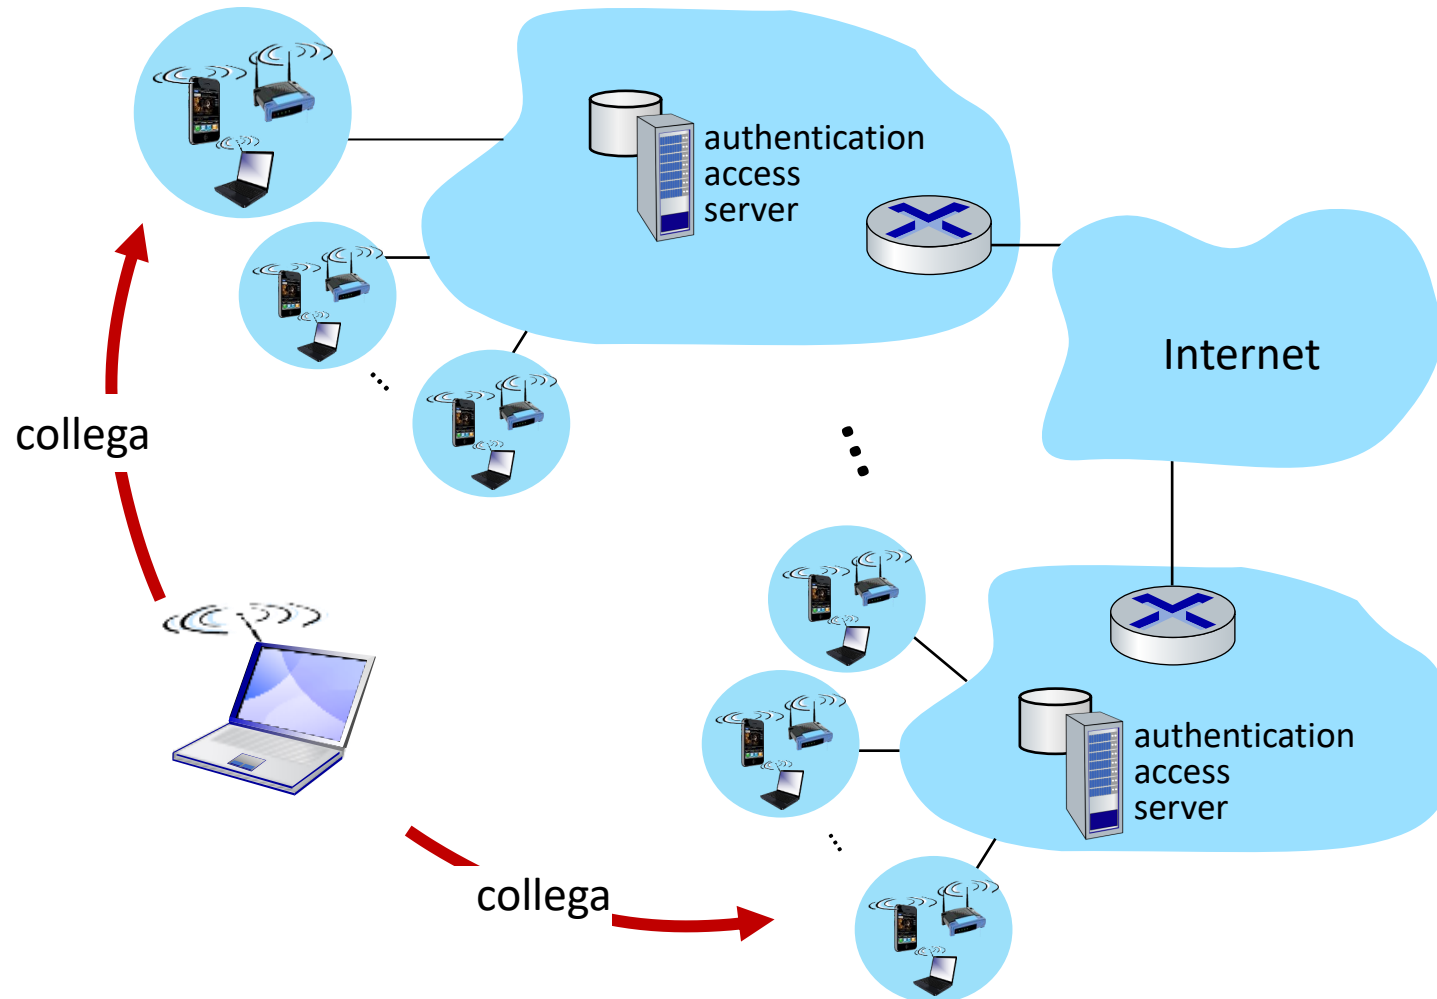 authentication
access
server
Internet
collega
authentication
access
server
collega